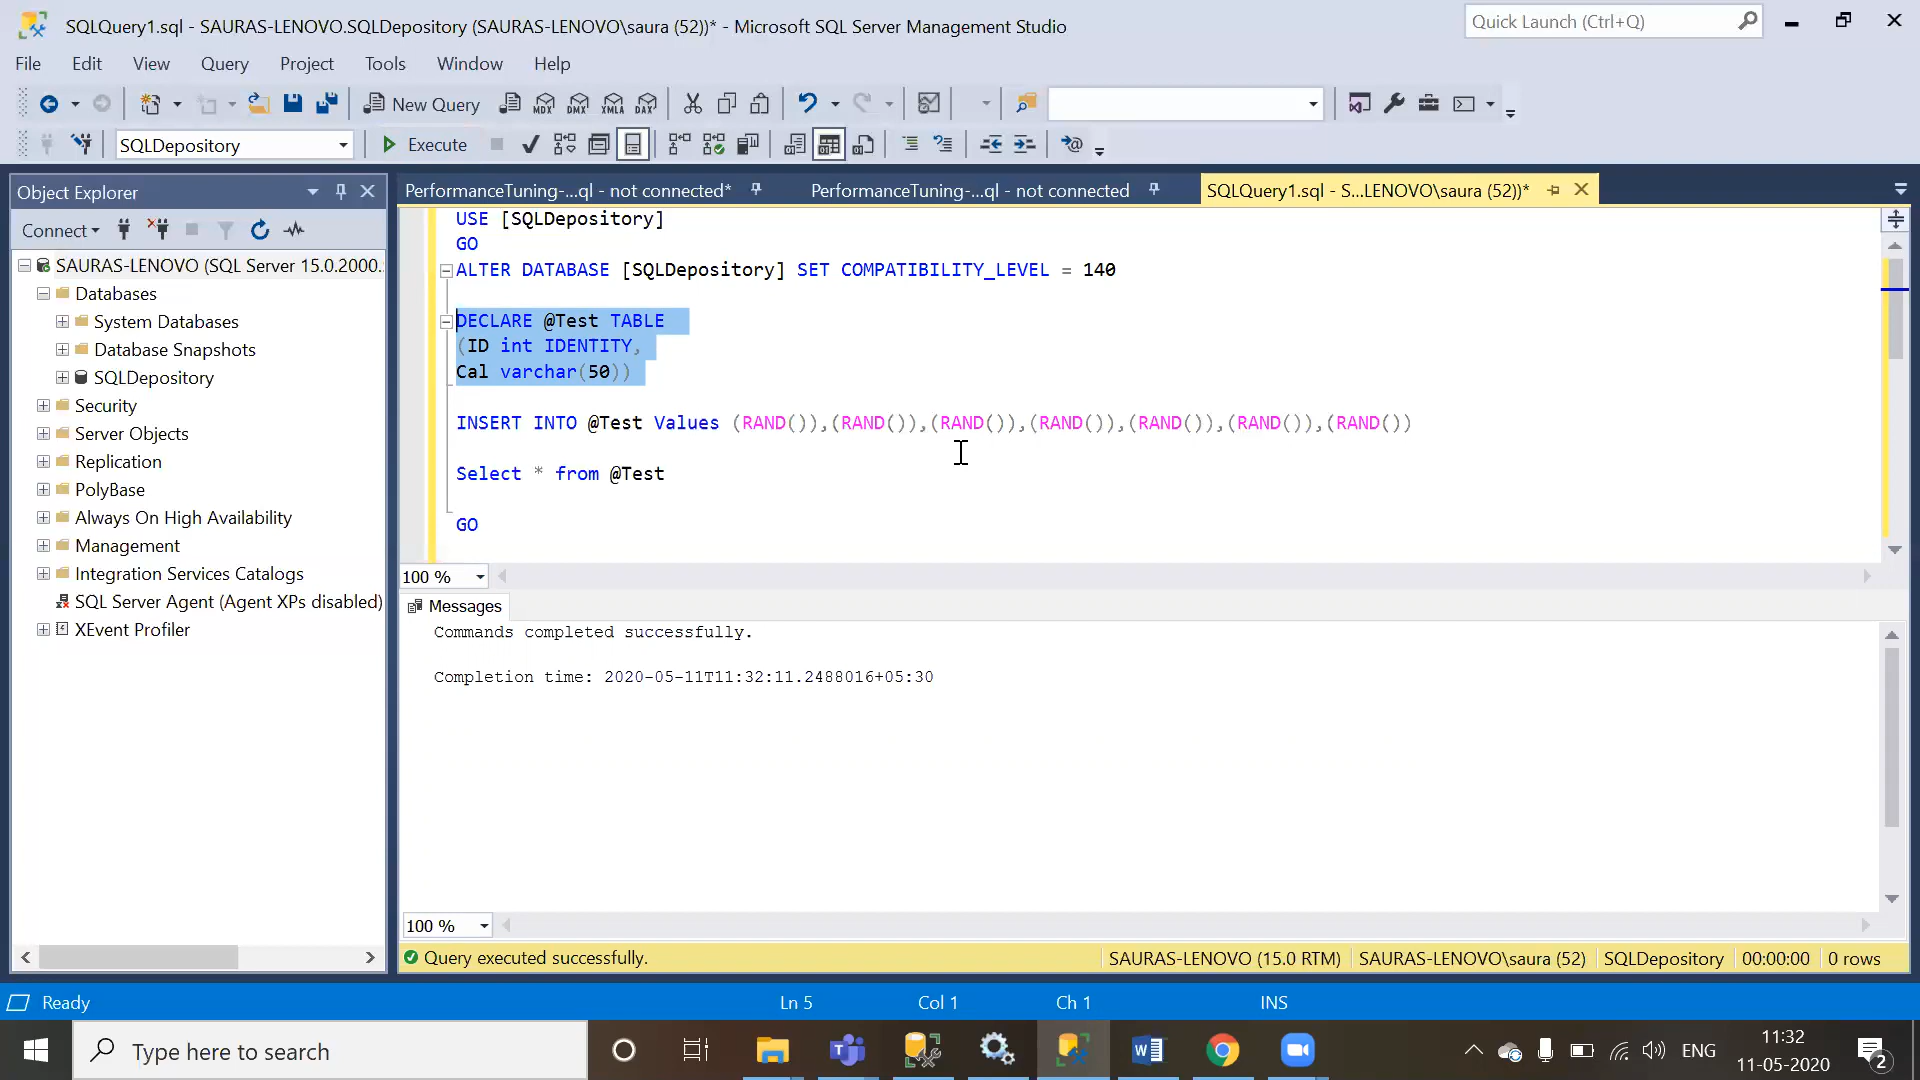 SQLQuery1.sql - SAURAS-LENOVO.SQLDepository (SAURAS-LENOVO\saura (52))* - Microsoft SQL Server Management Studio
Quick Launch (Ctrl+Q)
File Edit View Query Project Tools Window Help
New Query MDX DMX XMLA DAX
SQLDepository Execute
Object Explorer
PerformanceTuning-...ql - not connected* PerformanceTuning-...ql - not connected SQLQuery1.sql - S...LENOVO\saura (52))*
Connect
SAURAS-LENOVO (SQL Server 15.0.2000.
Databases
System Databases
Database Snapshots
SQLDepository
Security
Server Objects
Replication
PolyBase
Always On High Availability
Management
Integration Services Catalogs
SQL Server Agent (Agent XPs disabled)
XEvent Profiler
USE [SQLDepository]
GO
ALTER DATABASE [SQLDepository] SET COMPATIBILITY_LEVEL = 140
DECLARE @Test TABLE
(ID int IDENTITY,
Cal varchar(50))
INSERT INTO @Test Values (RAND()),(RAND()),(RAND()),(RAND()),(RAND()),(RAND()),(RAND())
Select * from @Test
GO
100 %
Messages
Commands completed successfully.
Completion time: 2020-05-11T11:32:11.2488016+05:30
100 %
Query executed successfully. SAURAS-LENOVO (15.0 RTM) SAURAS-LENOVO\saura (52) SQLDepository 00:00:00 0 rows
Ready Ln 5 Col 1 Ch 1 INS
Type here to search
ENG
11:32
11-05-2020
2